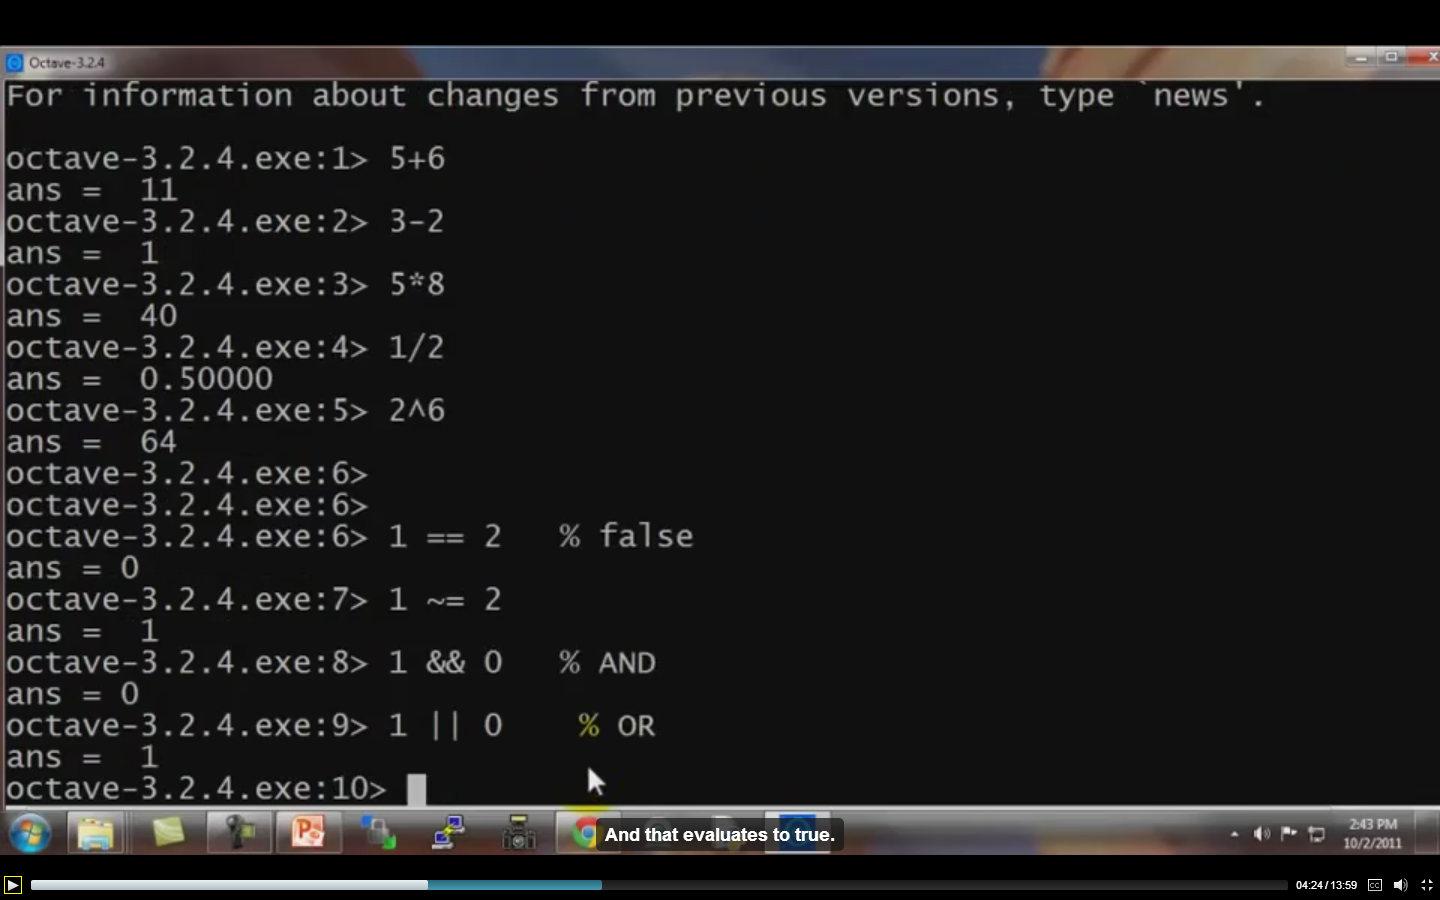 Octave-3.2.4
For information about changes from previous versions, type `news'.
octave-3.2.4.exe:1> 5+6
ans =  11
octave-3.2.4.exe:2> 3-2
ans =  1
octave-3.2.4.exe:3> 5*8
ans =  40
octave-3.2.4.exe:4> 1/2
ans =  0.50000
octave-3.2.4.exe:5> 2^6
ans =  64
octave-3.2.4.exe:6>
octave-3.2.4.exe:6>
octave-3.2.4.exe:6> 1 == 2   % false
ans = 0
octave-3.2.4.exe:7> 1 ~= 2
ans =  1
octave-3.2.4.exe:8> 1 && 0   % AND
ans = 0
octave-3.2.4.exe:9> 1 || 0    % OR
ans =  1
octave-3.2.4.exe:10>
And that evaluates to true.
2:43 PM
10/2/2011
04:24/13:59
CC